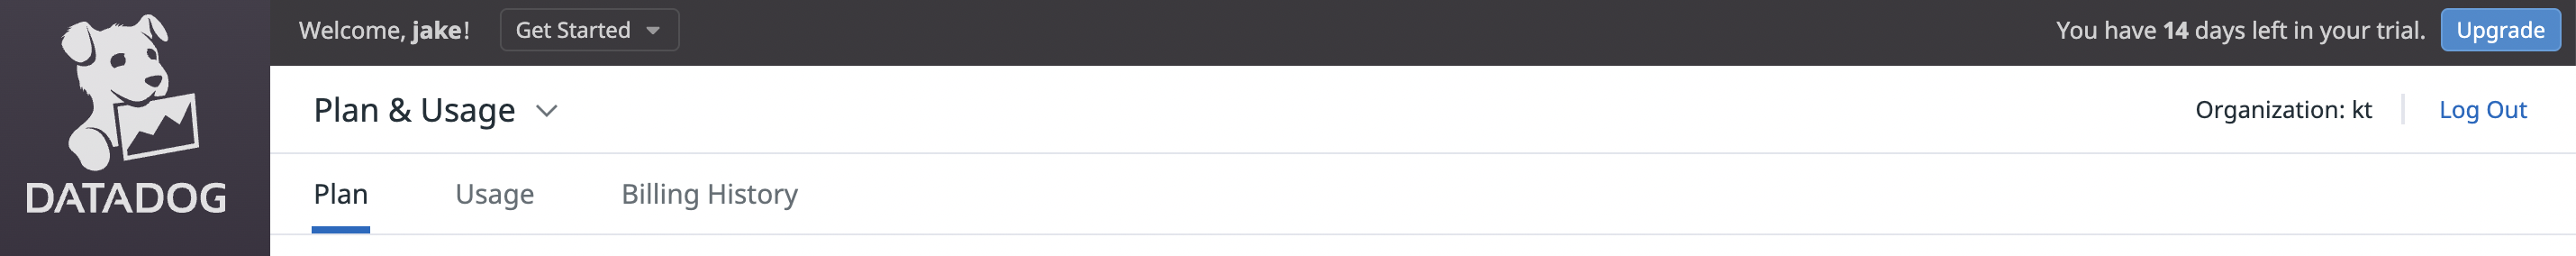 Welcome, jake! Get Started You have 14 days left in your trial. Upgrade
DATADOG
Plan & Usage Organization: kt Log Out
Plan Usage Billing History